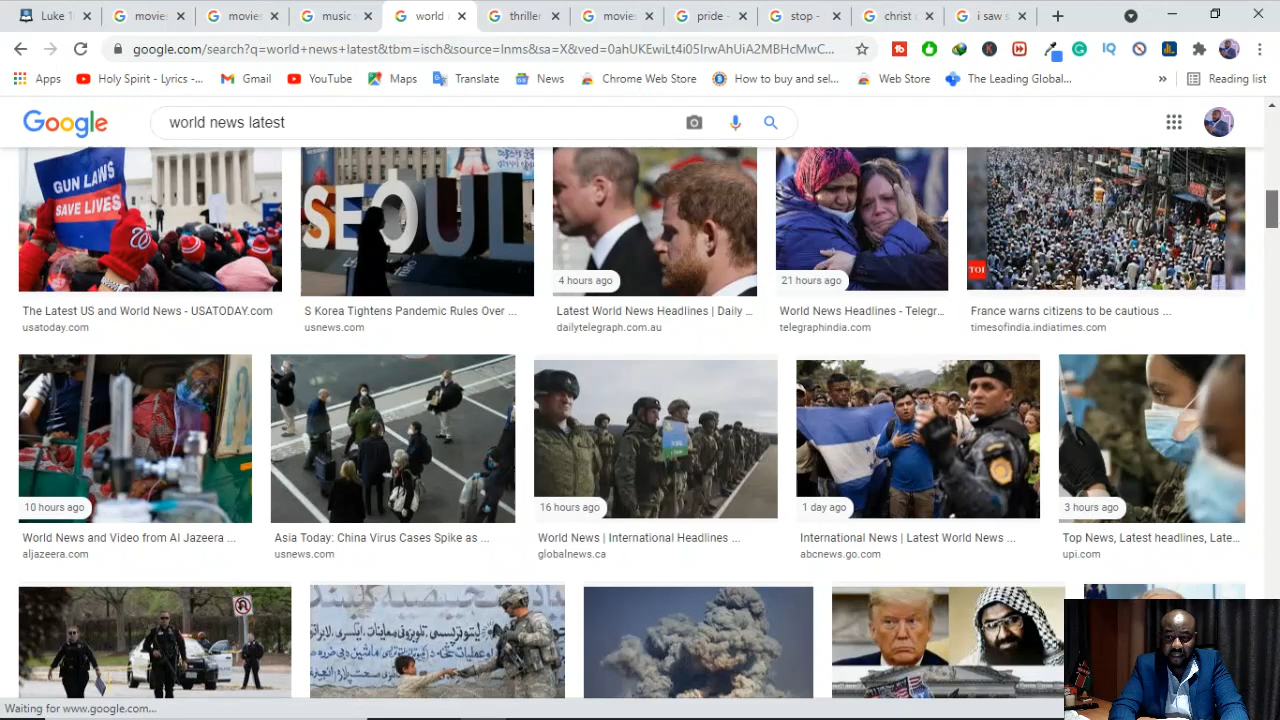 Luke 1
movies
movies
music
world
thriller
movies
pride -
stop -
christ
i saw s
google.com/search?q=world+news+latest&tbm=isch&source=lnms&sa=X&ved=0ahUKEwiLt4i05IrwAhUiA2MBHcMwC...
Apps
Holy Spirit - Lyrics -...
Gmail
YouTube
Maps
Translate
News
Chrome Web Store
How to buy and sel...
Web Store
The Leading Global...
»
Reading list
Google
world news latest
GUN LAWS
SAVE LIVES
SEOUL
4 hours ago
21 hours ago
TOI
The Latest US and World News - USATODAY.com
usatoday.com
S Korea Tightens Pandemic Rules Over ...
usnews.com
Latest World News Headlines | Daily ...
dailytelegraph.com.au
World News Headlines - Telegr...
telegraphindia.com
France warns citizens to be cautious ...
timesofindia.indiatimes.com
10 hours ago
16 hours ago
1 day ago
3 hours ago
World News and Video from Al Jazeera ...
aljazeera.com
Asia Today: China Virus Cases Spike as ...
usnews.com
World News | International Headlines ...
globalnews.ca
International News | Latest World News ...
abcnews.go.com
Top News, Latest headlines, Late...
upi.com
Waiting for www.google.com...